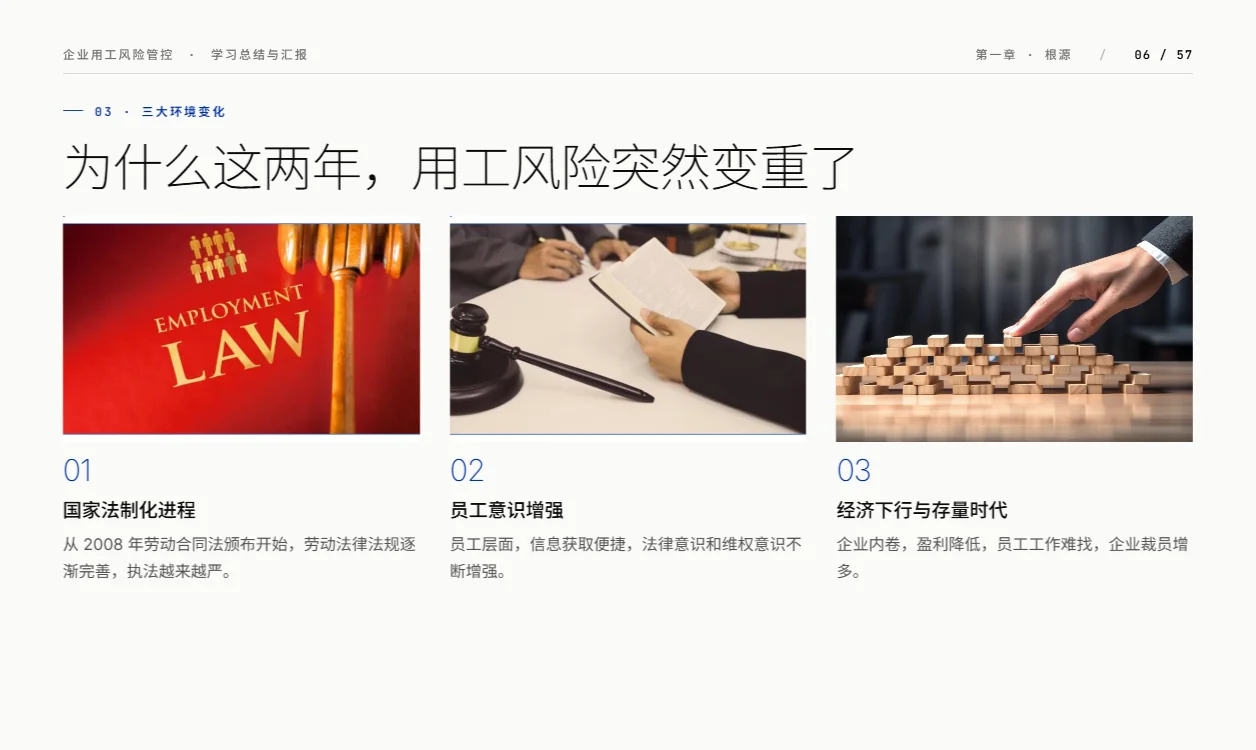 企业用工风险管控 · 学习总结与汇报
第一章 · 根源 / 06 / 57
03 · 三大环境变化
为什么这两年，用工风险突然变重了
EMPLOYMENT
LAW
01
国家法制化进程
从 2008 年劳动合同法颁布开始，劳动法律法规逐
渐完善，执法越来越严。
02
员工意识增强
员工层面，信息获取便捷，法律意识和维权意识不
断增强。
03
经济下行与存量时代
企业内卷，盈利降低，员工工作难找，企业裁员增
多。